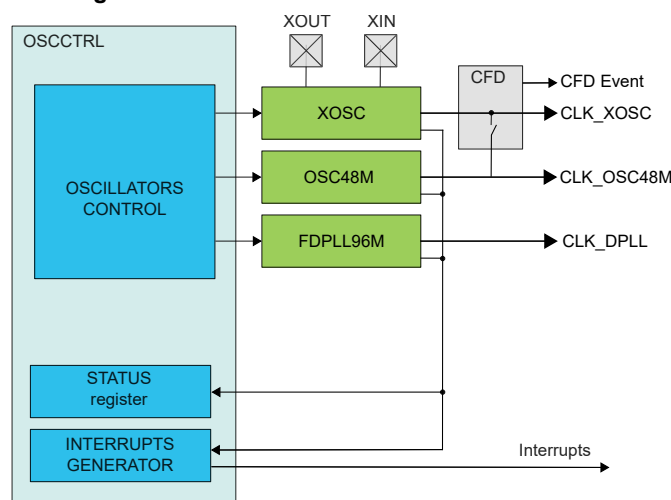 XOUT XIN
OSCCTRL
CFD
CFD Event
XOSC
CLK_XOSC
OSCILLATORS
CONTROL
OSC48M
CLK_OSC48M
FDPLL96M
CLK_DPLL
STATUS
register
INTERRUPTS
GENERATOR
Interrupts